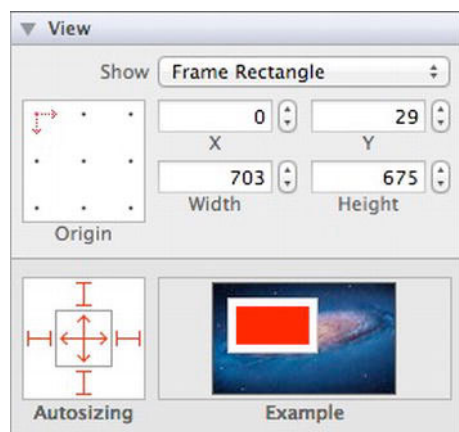 View
Show Frame Rectangle
0 29
X Y
703 675
Width Height
Origin
Autosizing Example